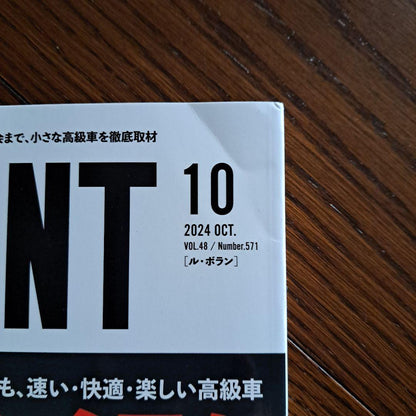 会まで、小さな高級車を徹底取材
NT
10
2024 OCT.
VOL.48 / Number.571
[ル・ボラン]
も、速い・快適・楽しい高級車